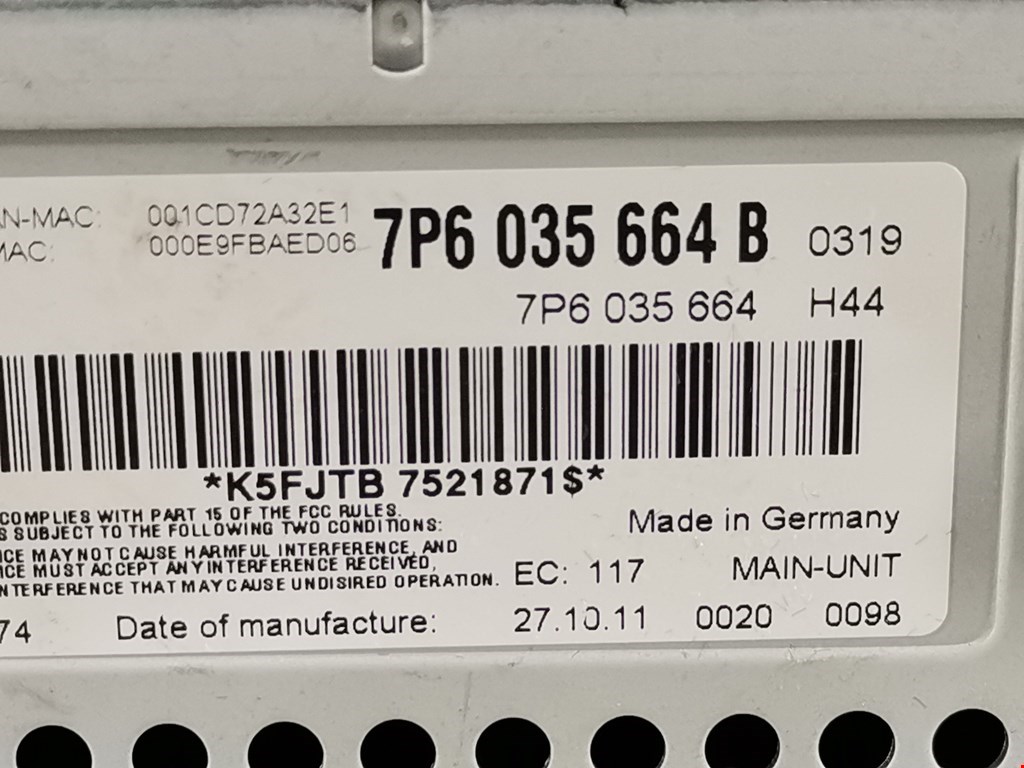 AN-MAC: 001CD72A32E1 7P6 035 664 B 0319
MAC: 000E9FBAED06
7P6 035 664 H44
*K5FJTB 7521871$*
COMPLIES WITH PART 15 OF THE FCC RULES.
S SUBJECT TO THE FOLLOWING TWO CONDITIONS:
ICE MAY NOT CAUSE HARMFUL INTERFERENCE, AND
ICE MUST ACCEPT ANY INTERFERENCE RECEIVED,
NTERFERENCE THAT MAY CAUSE UNDISIRED OPERATION.
Made in Germany
EC: 117 MAIN-UNIT
74 Date of manufacture: 27.10.11 0020 0098